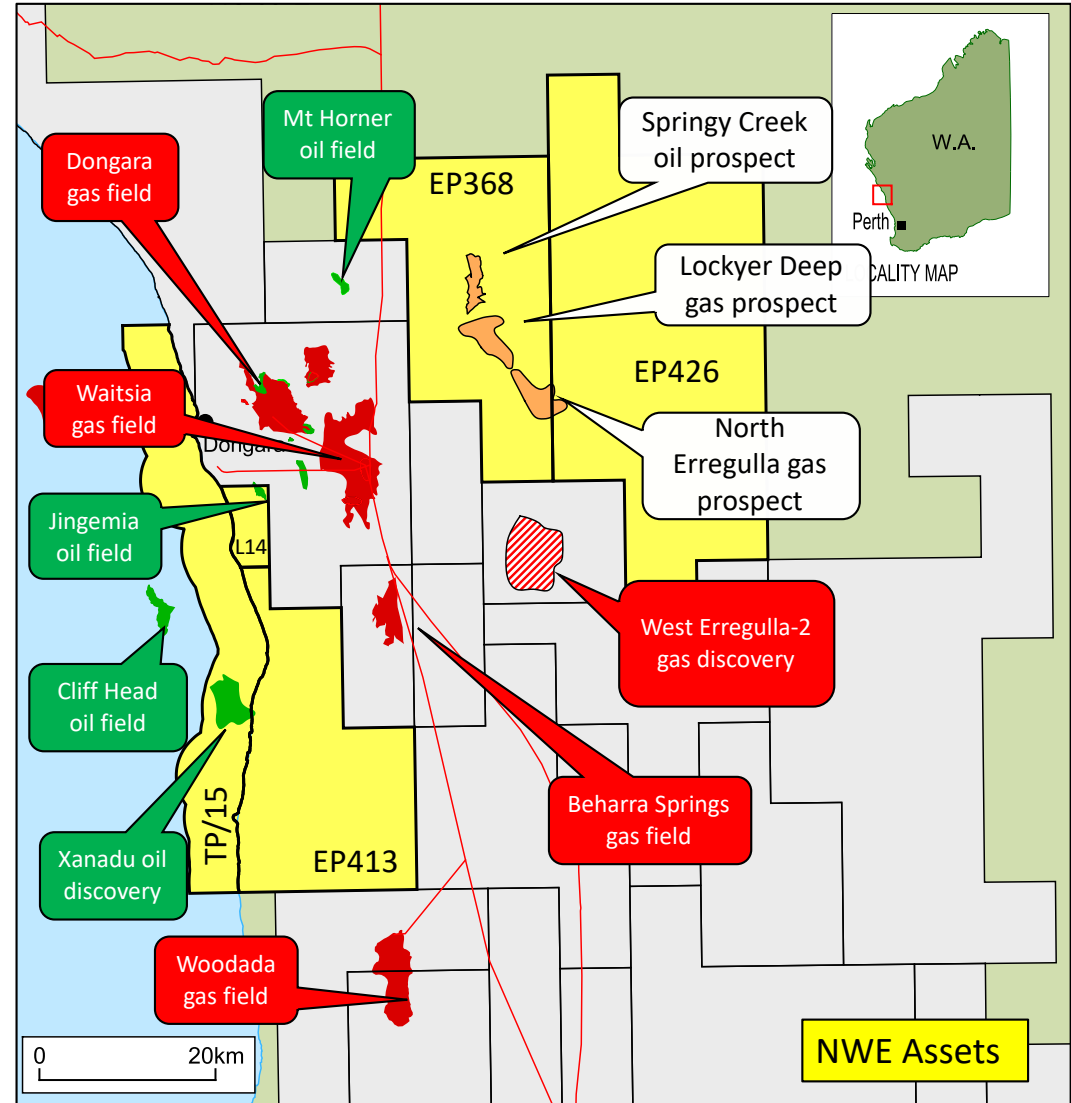 Mt Horner
oil field
Springy Creek
oil prospect
W.A.
Perth
OCALITY MAP
Dongara
gas field
EP368
Lockyer Deep
gas prospect
EP426
Waitsia
gas field
Dongara
North
Erregulla gas
prospect
Jingemia
oil field
L14
West Erregulla-2
gas discovery
Cliff Head
oil field
TP/15
Beharra Springs
gas field
EP413
Xanadu oil
discovery
Woodada
gas field
0 20km
NWE Assets